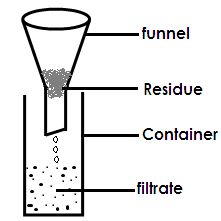 funnel
Residue
Container
filtrate